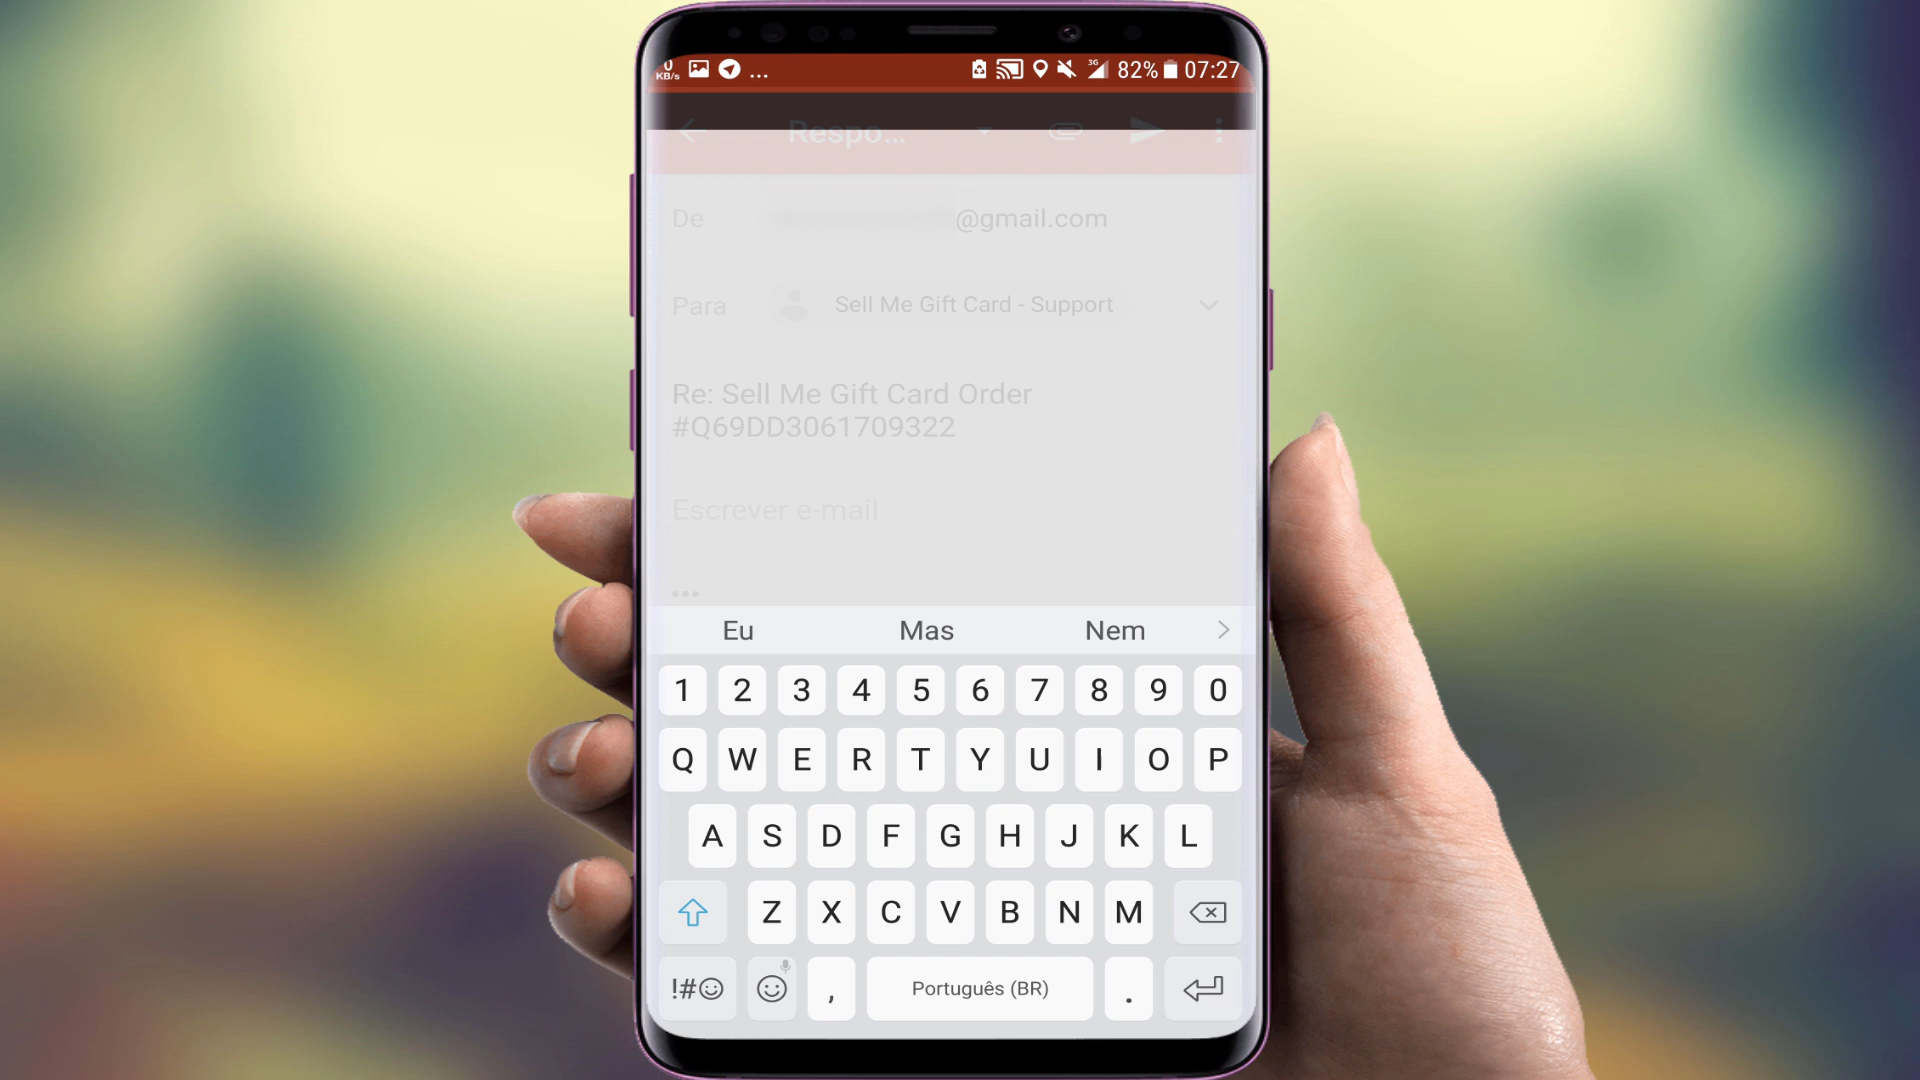 0
KB/s
...
3G
82%
07:27
Respo...
De
@gmail.com
Para
Sell Me Gift Card - Support
Re: Sell Me Gift Card Order
#Q69DD3061709322
Escrever e-mail
Eu Mas Nem
1 2 3 4 5 6 7 8 9 0
Q W E R T Y U I O P
A S D F G H J K L
Z X C V B N M
!#☺ , Português (BR) .